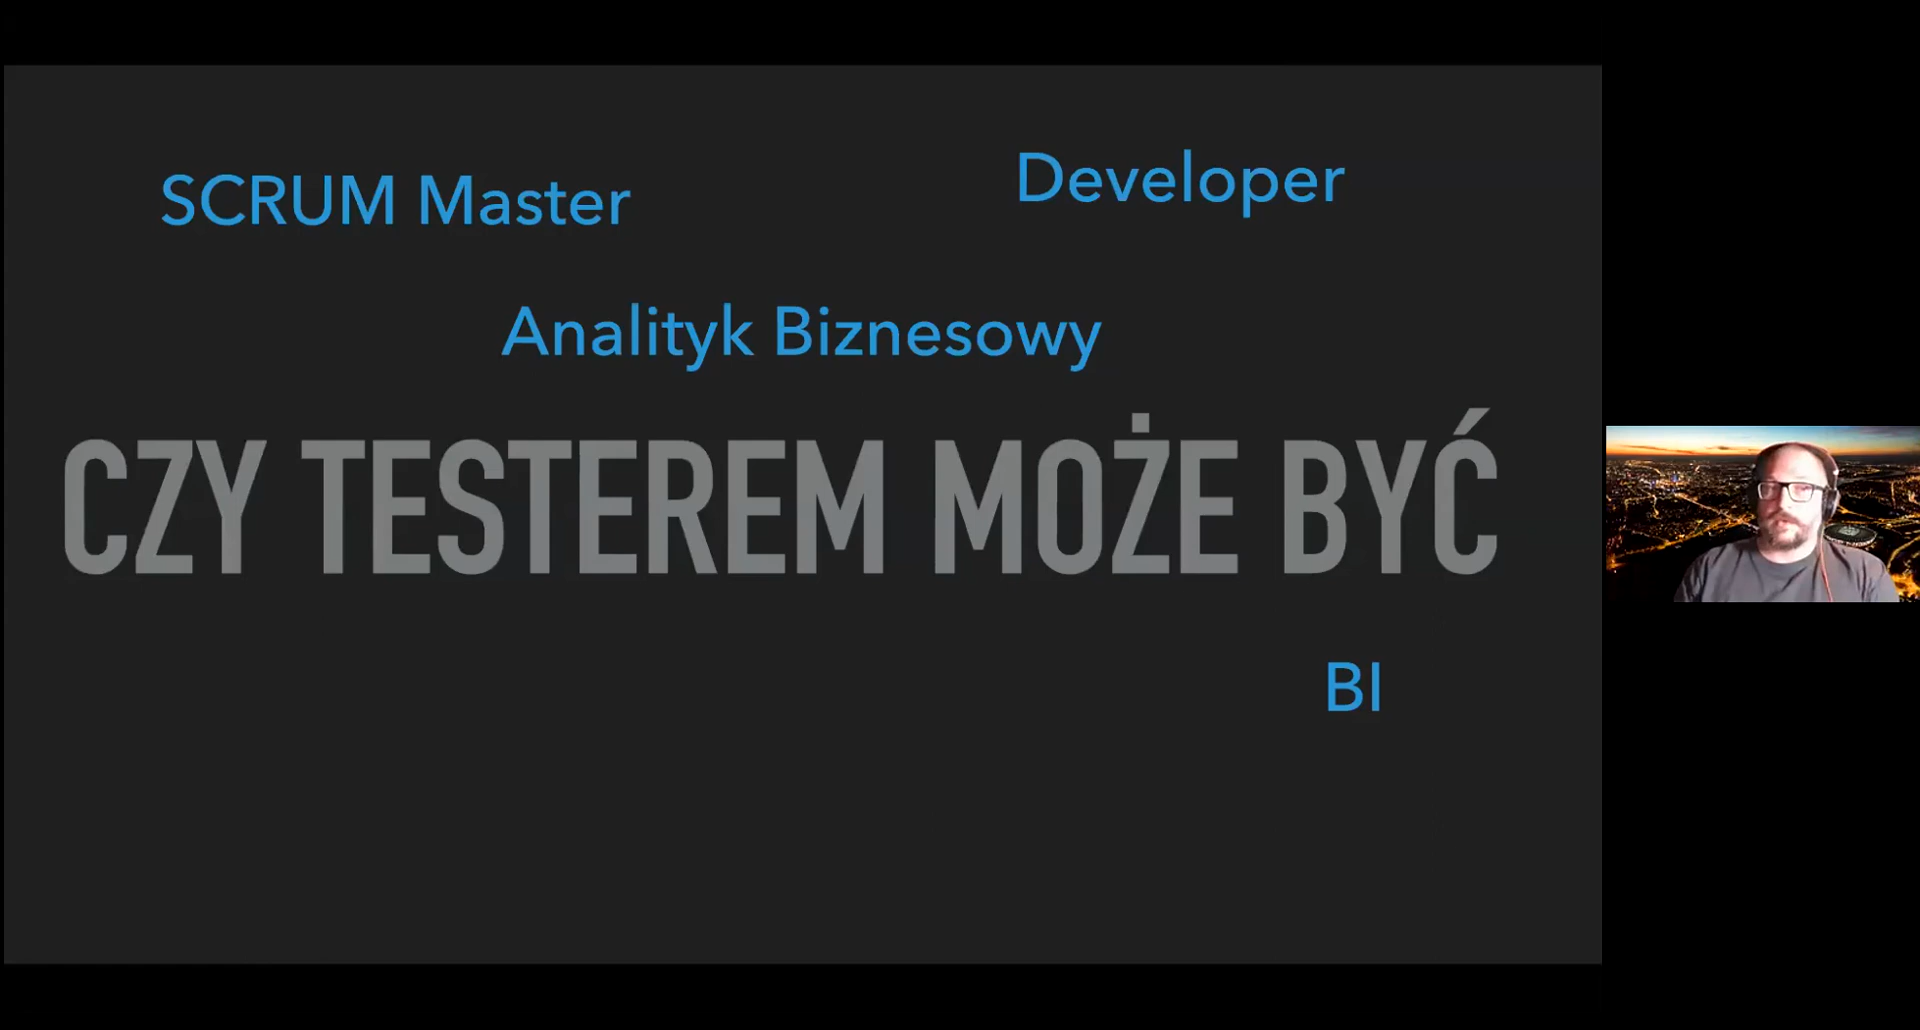 SCRUM Master
Developer
Analityk Biznesowy
CZY TESTEREM MOŻE BYĆ
BI